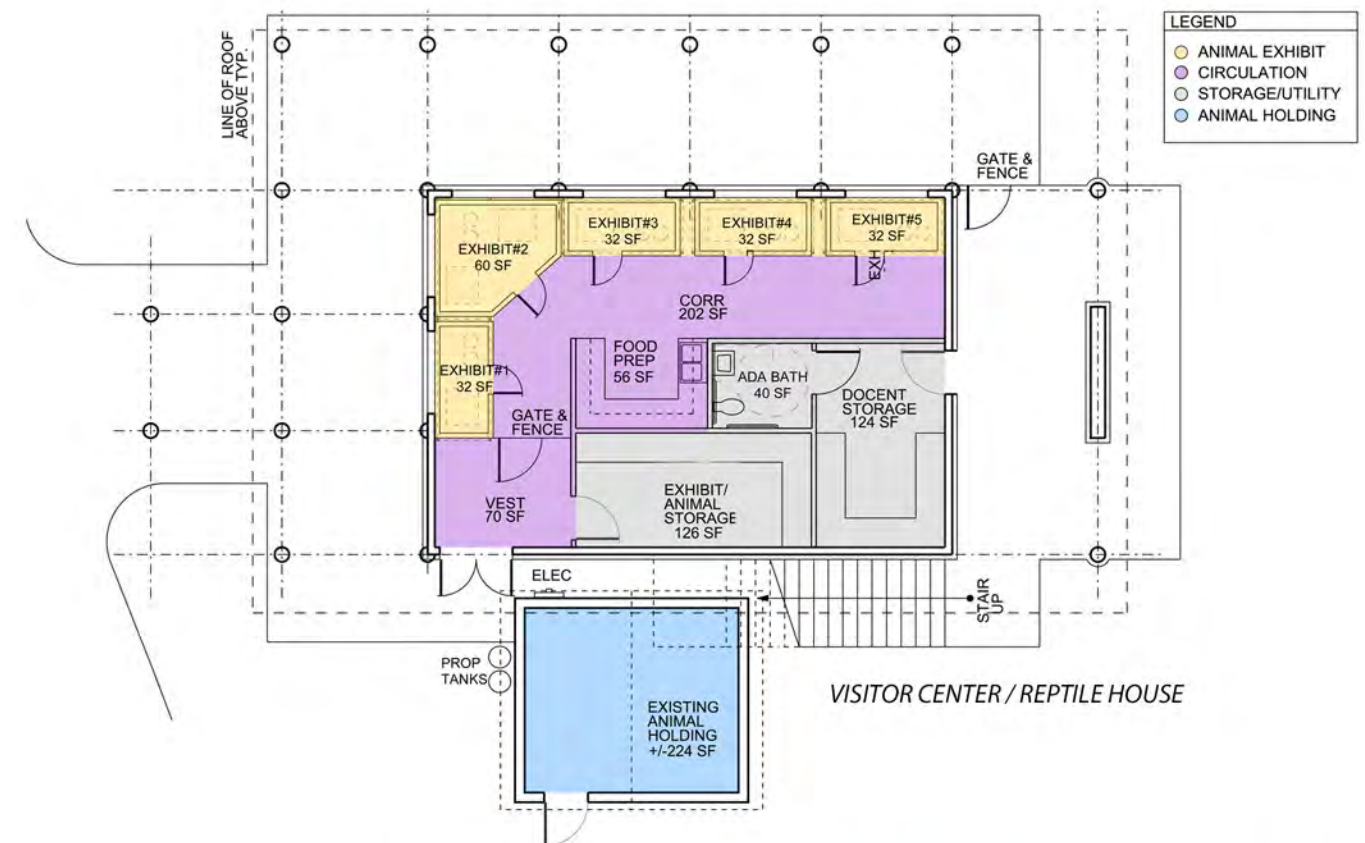 LEGEND
ANIMAL EXHIBIT
CIRCULATION
STORAGE/UTILITY
ANIMAL HOLDING
LINE OF ROOF
ABOVE TYP.
GATE &
FENCE
EXHIBIT#2
60 SF
EXHIBIT#3
32 SF
EXHIBIT#4
32 SF
EXHIBIT#5
32 SF
EXH
CORR
202 SF
EXHIBIT#1
32 SF
FOOD
PREP
56 SF
ADA BATH
40 SF
DOCENT
STORAGE
124 SF
GATE &
FENCE
VEST
70 SF
EXHIBIT/
ANIMAL
STORAGE
126 SF
ELEC
STAIR
UP
PROP
TANKS
EXISTING
ANIMAL
HOLDING
+/-224 SF
VISITOR CENTER / REPTILE HOUSE